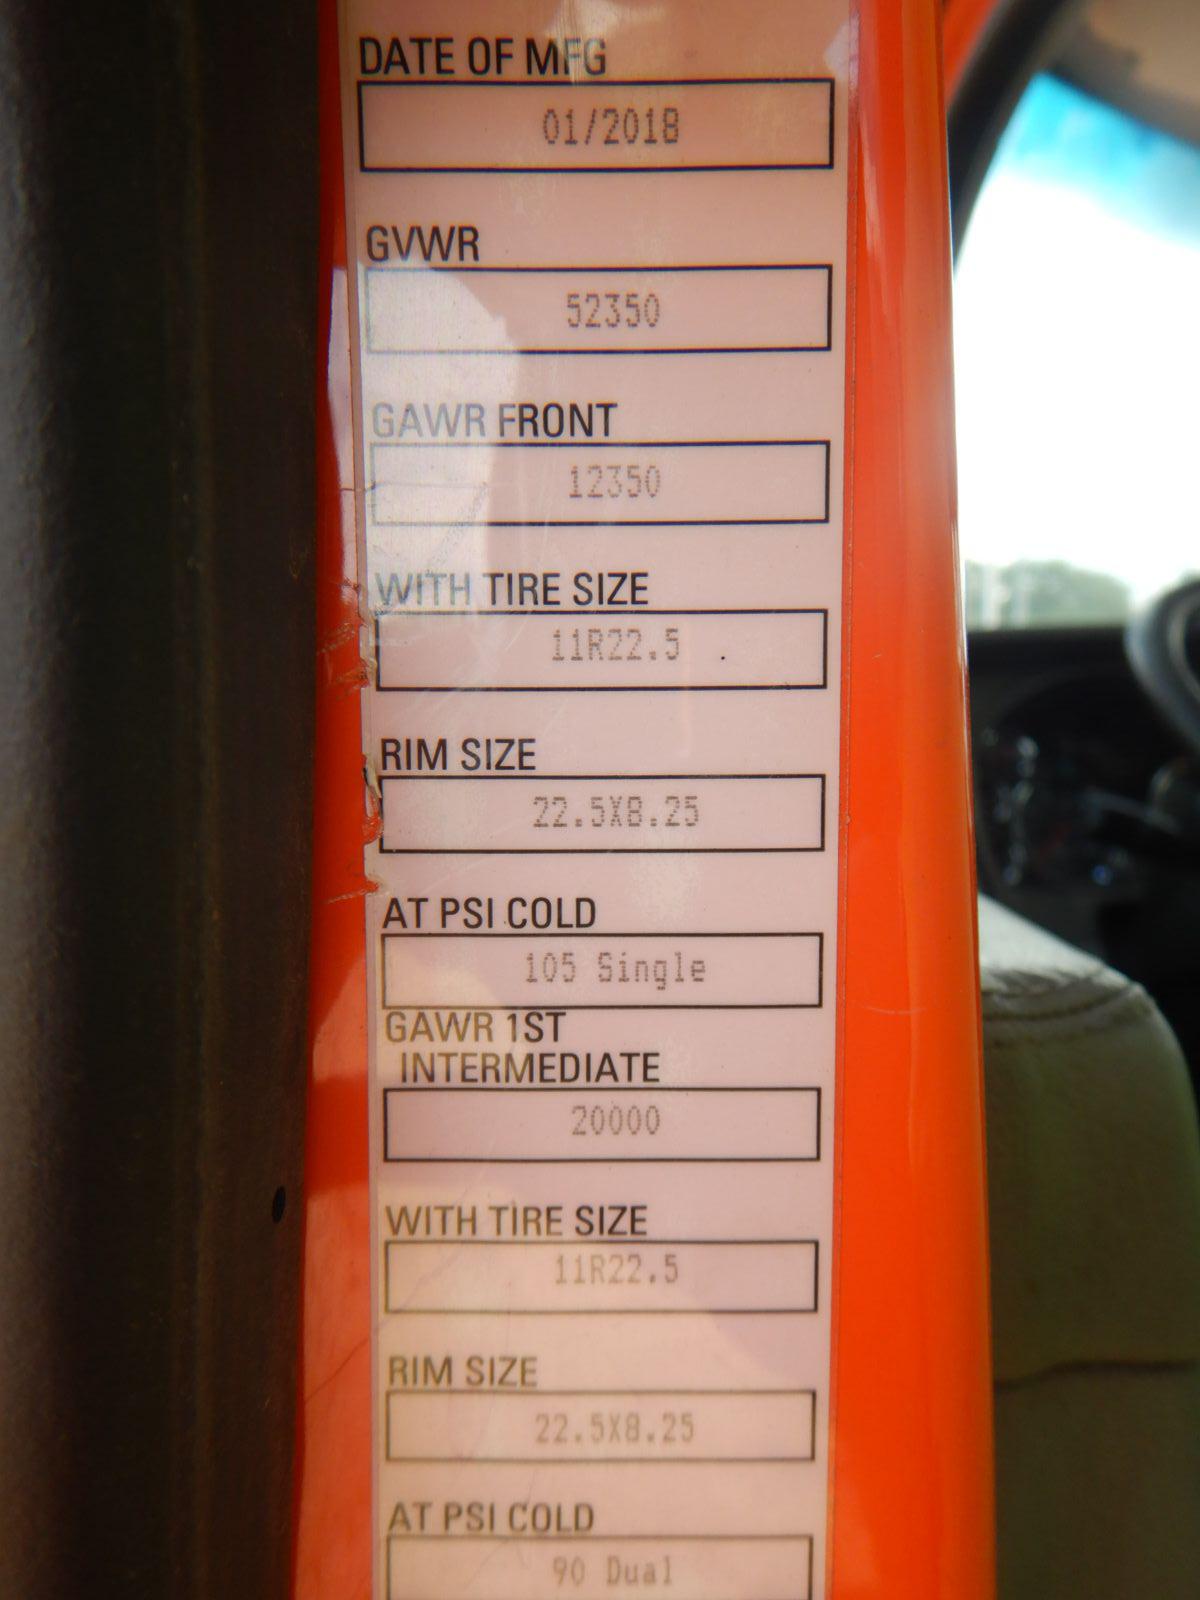 DATE OF MFG
01/2018
GVWR
52350
GAWR FRONT
12350
WITH TIRE SIZE
11R22.5
RIM SIZE
22.5X8.25
AT PSI COLD
105 Single
GAWR 1ST
INTERMEDIATE
20000
WITH TIRE SIZE
11R22.5
RIM SIZE
22.5X8.25
AT PSI COLD
90 Dual